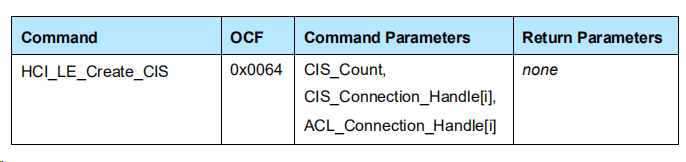 Command OCF Command Parameters Return Parameters
HCI_LE_Create_CIS 0x0064 CIS_Count, none
CIS_Connection_Handle[i],
ACL_Connection_Handle[i]